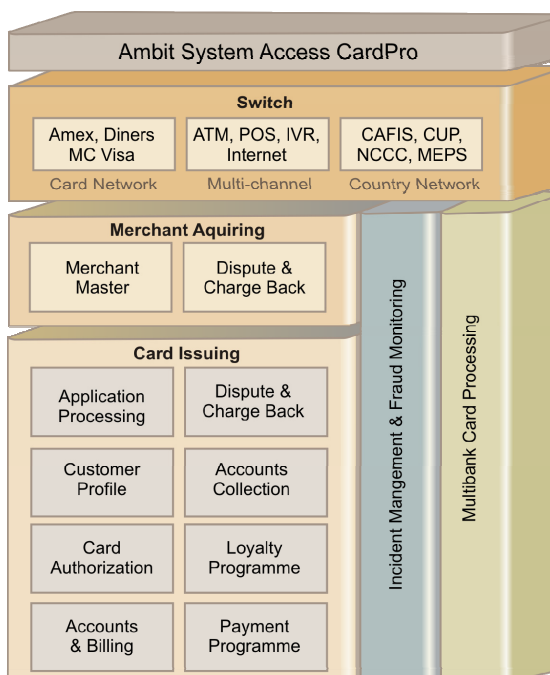 Ambit System Access CardPro
Switch
Amex, Diners
MC Visa
Card Network
ATM, POS, IVR,
Internet
Multi-channel
CAFIS, CUP,
NCCC, MEPS
Country Network
Merchant Aquiring
Merchant
Master
Dispute &
Charge Back
Card Issuing
Application
Processing
Dispute &
Charge Back
Customer
Profile
Accounts
Collection
Card
Authorization
Loyalty
Programme
Accounts
& Billing
Payment
Programme
Incident Mangement & Fraud Monitoring
Multibank Card Processing